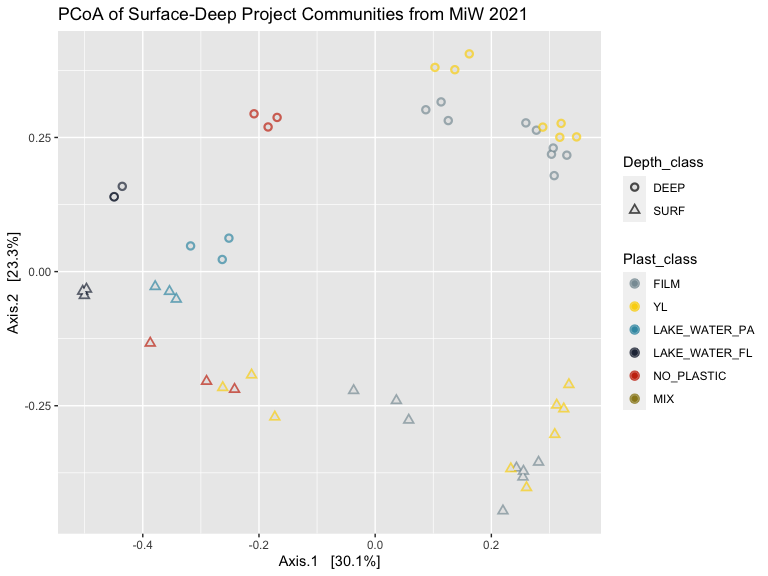 PCoA of Surface-Deep Project Communities from MiW 2021
Axis.2   [23.3%]
0.25
0.00
-0.25
-0.4
-0.2
0.0
0.2
Axis.1   [30.1%]
Depth_class
DEEP
SURF
Plast_class
FILM
YL
LAKE_WATER_PA
LAKE_WATER_FL
NO_PLASTIC
MIX